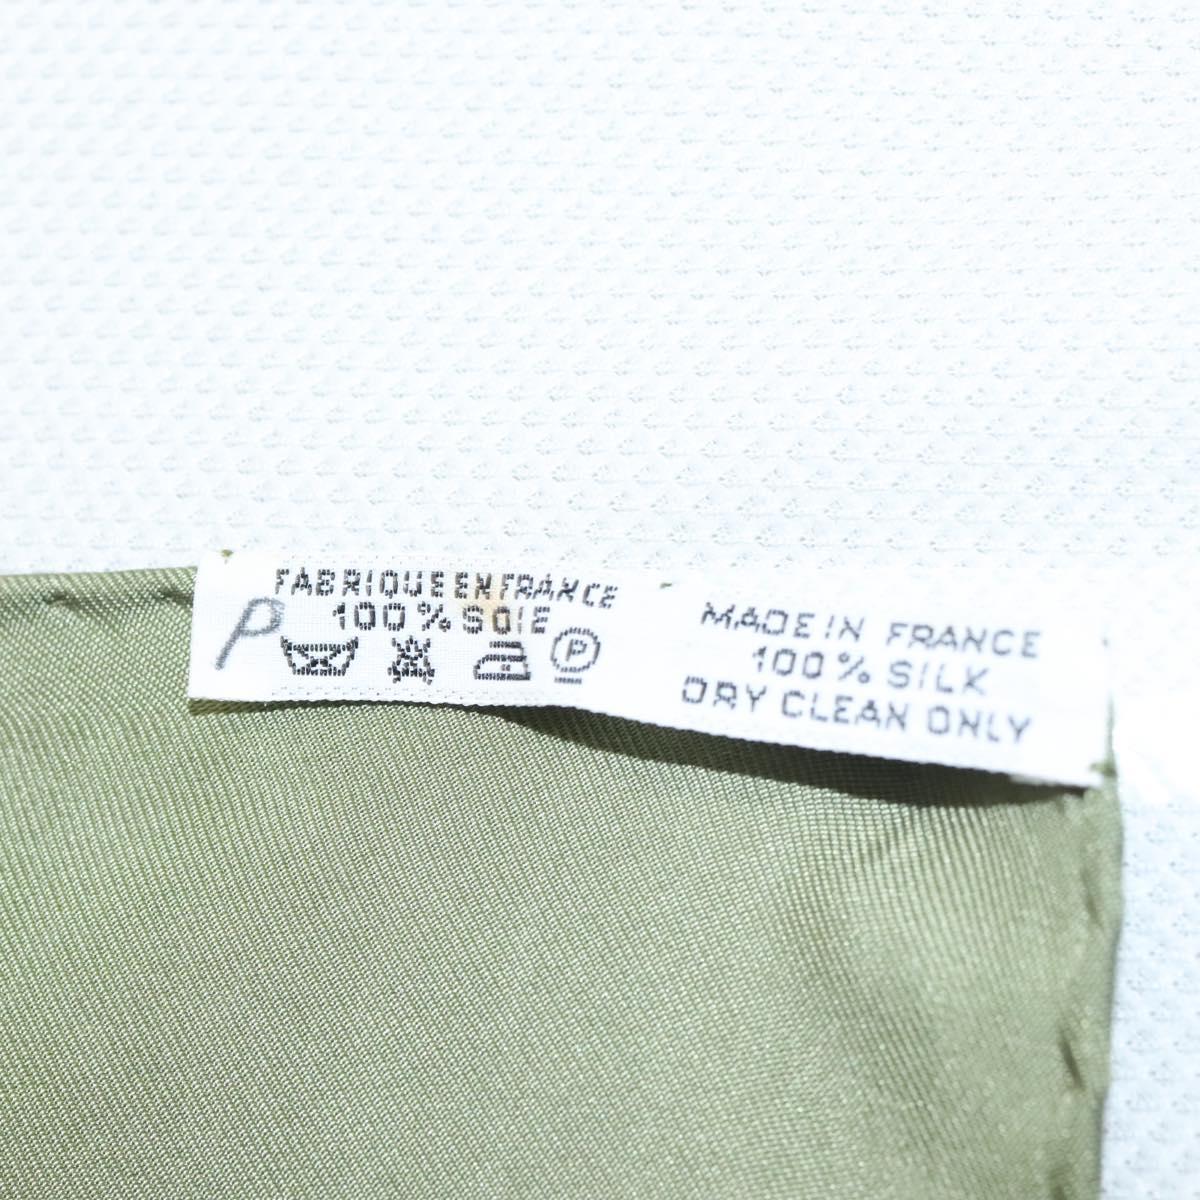 FABRIQUE EN FRANCE
100% SOIE
P
P
MADE IN FRANCE
100% SILK
DRY CLEAN ONLY